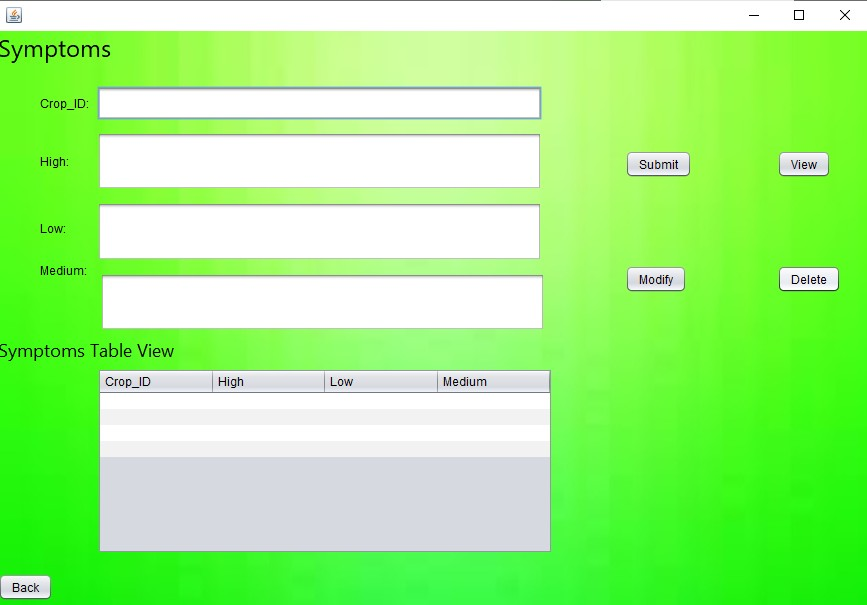 Symptoms
Crop_ID:
High:
Submit
View
Low:
Medium:
Modify
Delete
Symptoms Table View
Crop_ID High Low Medium
Back